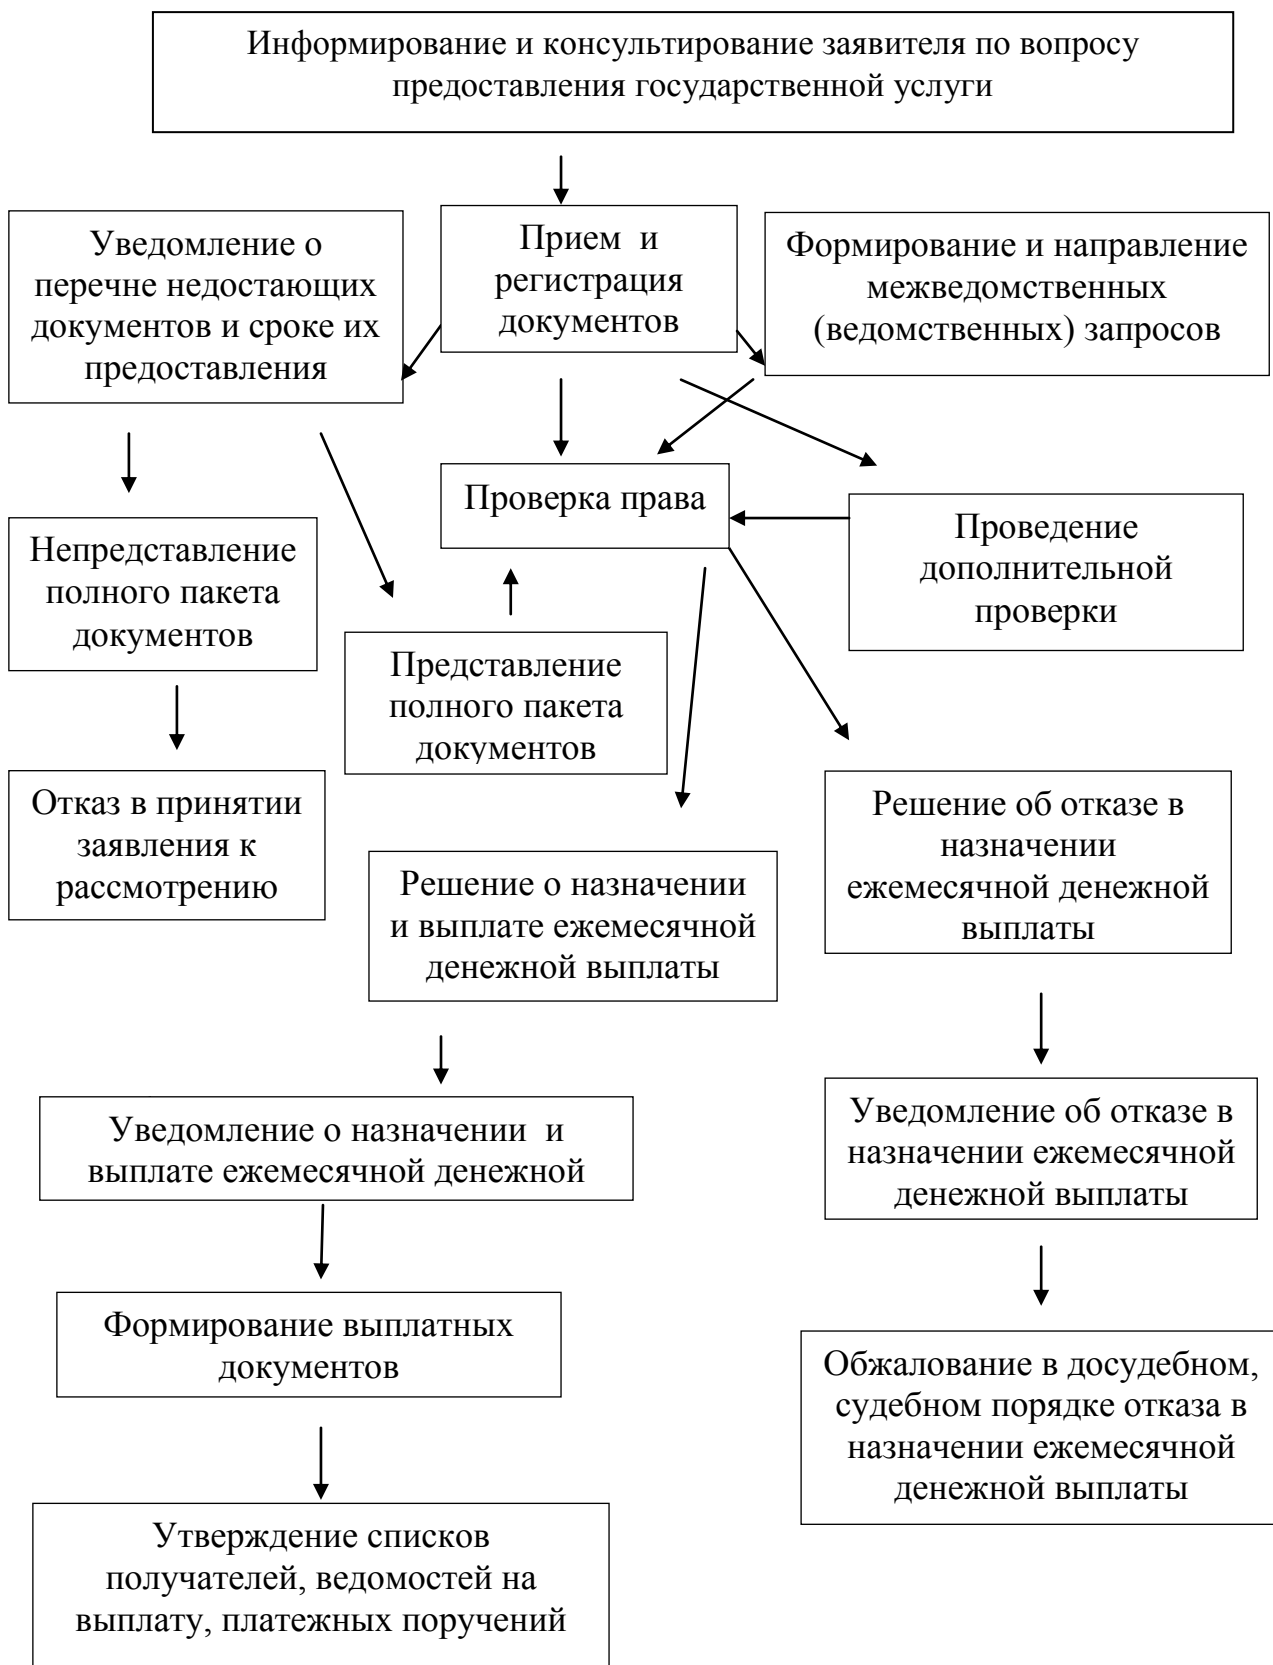 Информирование и консультирование заявителя по вопросу
предоставления государственной услуги
Уведомление о
перечне недостающих
документов и сроке их
предоставления
Прием и
регистрация
документов
Формирование и направление
межведомственных
(ведомственных) запросов
Проверка права
Проведение
дополнительной
проверки
Непредставление
полного пакета
документов
Представление
полного пакета
документов
Отказ в принятии
заявления к
рассмотрению
Решение о назначении
и выплате ежемесячной
денежной выплаты
Решение об отказе в
назначении
ежемесячной денежной
выплаты
Уведомление о назначении и
выплате ежемесячной денежной
Уведомление об отказе в
назначении ежемесячной
денежной выплаты
Формирование выплатных
документов
Обжалование в досудебном,
судебном порядке отказа в
назначении ежемесячной
денежной выплаты
Утверждение списков
получателей, ведомостей на
выплату, платежных поручений